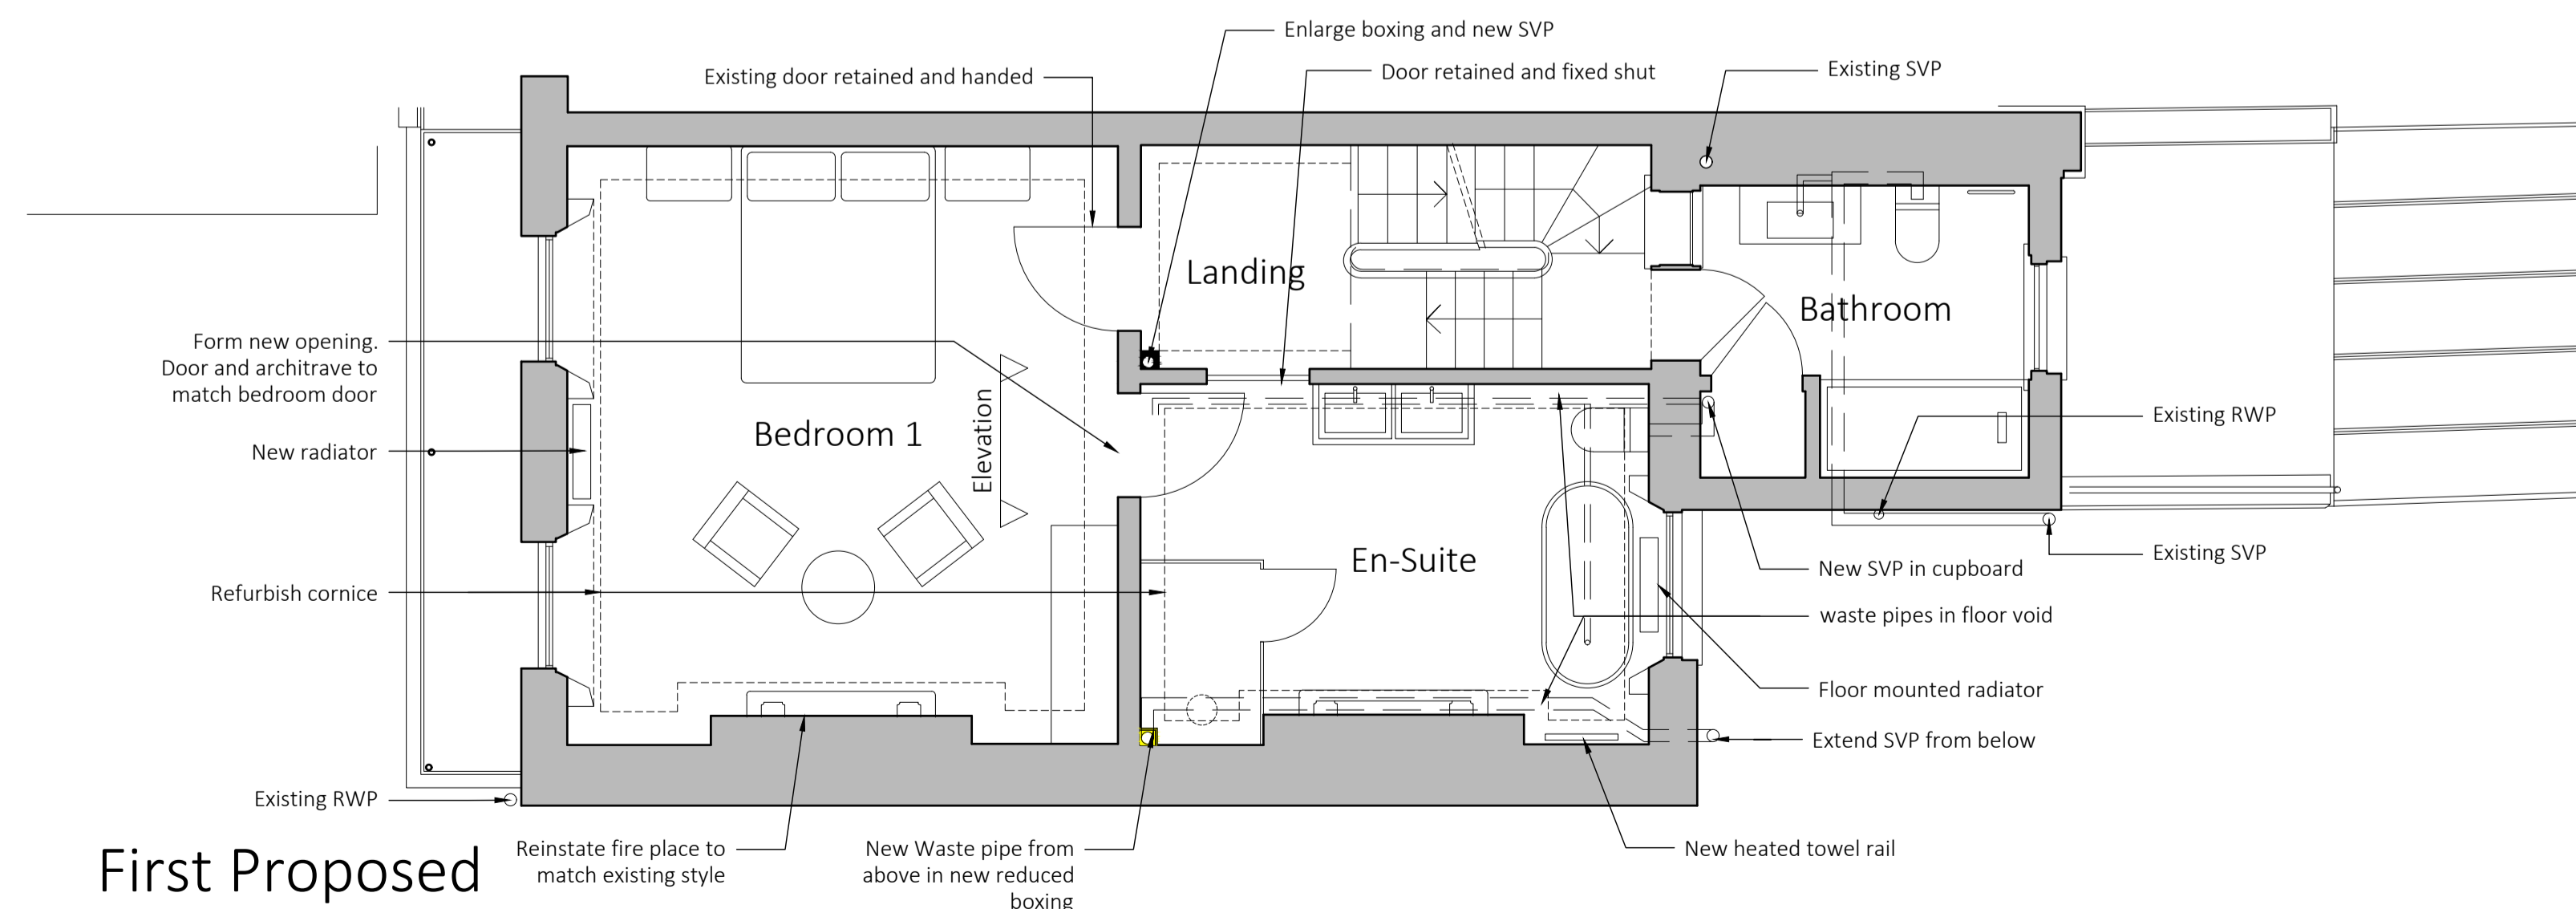 Enlarge boxing and new SVP
Existing door retained and handed
Door retained and fixed shut
Existing SVP
Landing
Bathroom
Form new opening.
Door and architrave to
match bedroom door
Elevation
Bedroom 1
New radiator
Existing RWP
En-Suite
Existing SVP
New SVP in cupboard
Refurbish cornice
waste pipes in floor void
Floor mounted radiator
Extend SVP from below
Existing RWP
Reinstate fire place to
match existing style
New Waste pipe from
above in new reduced
boxing
New heated towel rail
First Proposed